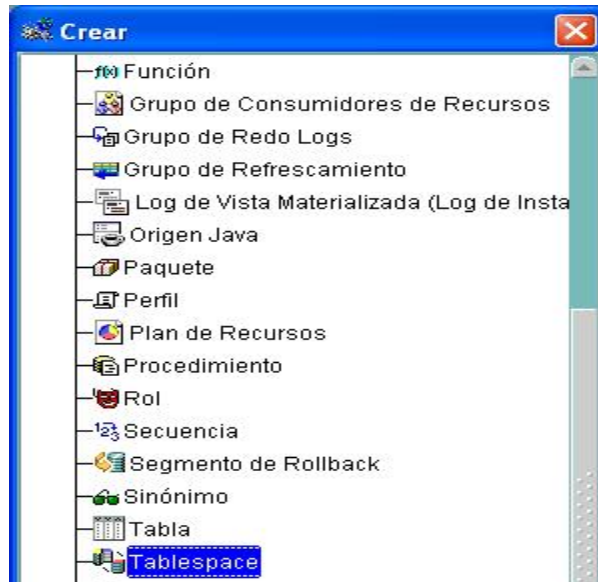 Crear
f(x) Función
Grupo de Consumidores de Recursos
Grupo de Redo Logs
Grupo de Refrescamiento
Log de Vista Materializada (Log de Insta
Origen Java
Paquete
Perfil
Plan de Recursos
Procedimiento
Rol
123 Secuencia
Segmento de Rollback
Sinónimo
Tabla
Tablespace